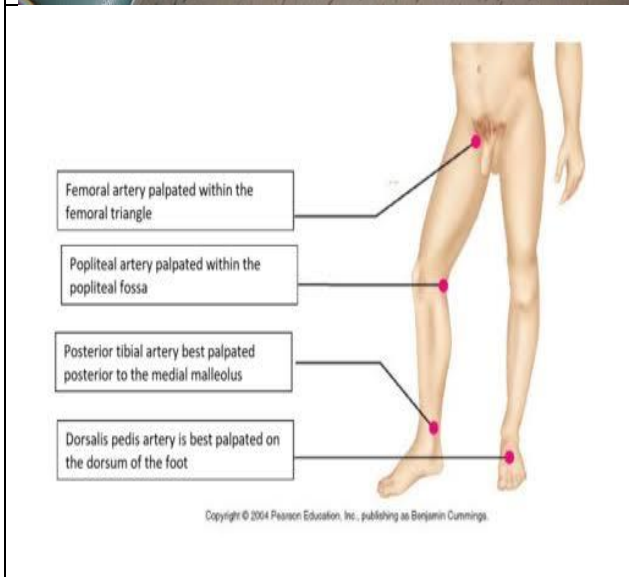 Femoral artery palpated within the
femoral triangle
Popliteal artery palpated within the
popliteal fossa
Posterior tibial artery best palpated
posterior to the medial malleolus
Dorsalis pedis artery is best palpated on
the dorsum of the foot
Copyright © 2004 Pearson Education, Inc., publishing as Benjamin Cummings.